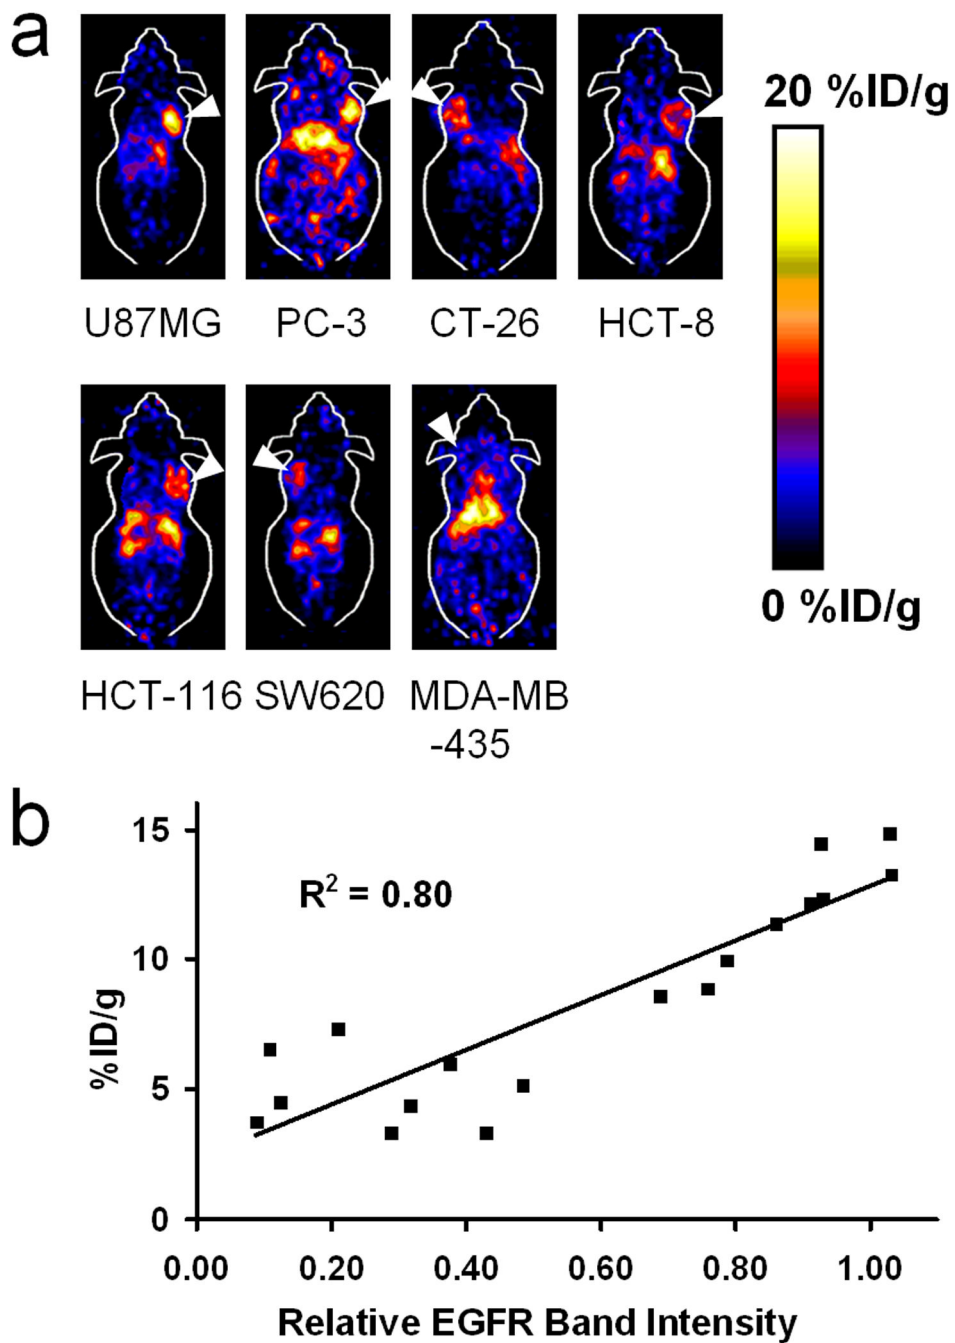 a
20 %ID/g
U87MG PC-3 CT-26 HCT-8
0 %ID/g
HCT-116 SW620 MDA-MB
-435
b
15
R² = 0.80
10
%ID/g
5
0
0.00 0.20 0.40 0.60 0.80 1.00
Relative EGFR Band Intensity